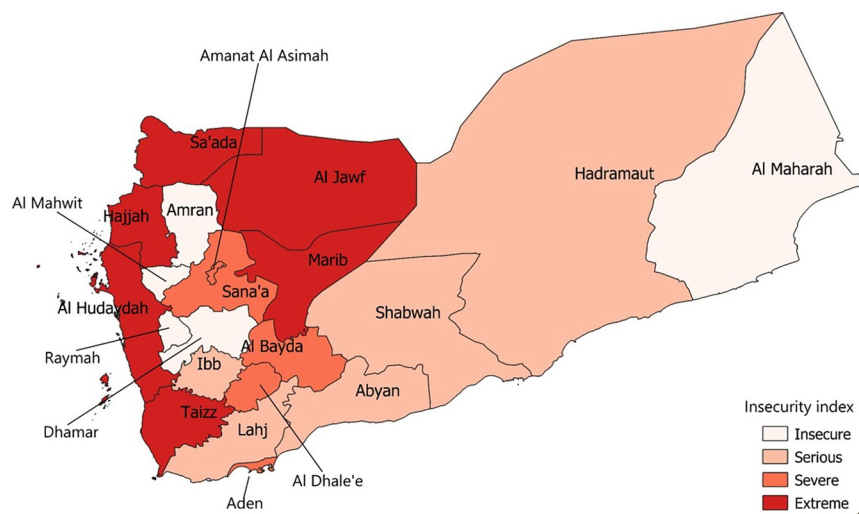 Amanat Al Asimah
Sa'ada
Al Jawf
Hadramaut
Al Maharah
Al Mahwit
Amran
Hajjah
Marib
Sana'a
Al Hudaydah
Shabwah
Raymah
Al Bayda
Ibb
Abyan
Taizz
Dhamar
Lahj
Al Dhale'e
Aden
Insecurity index
Insecure
Serious
Severe
Extreme